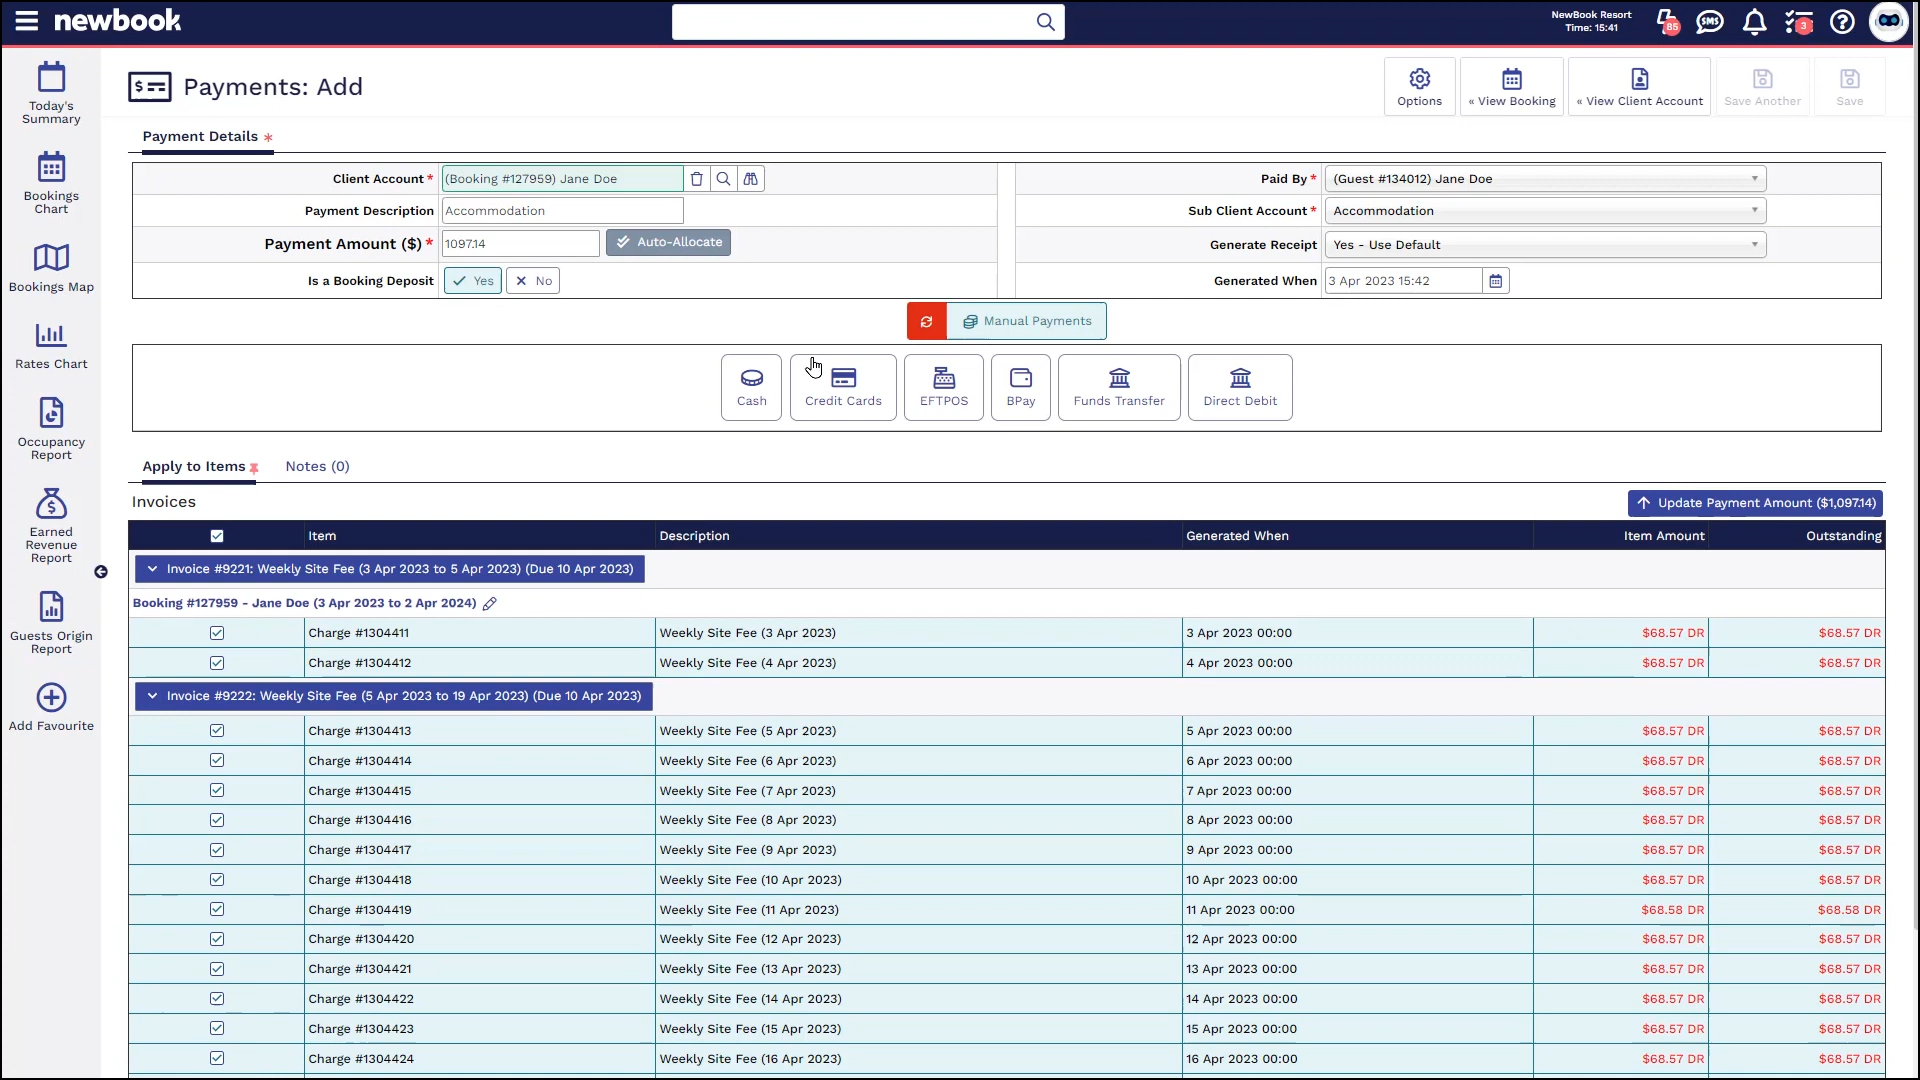 newbook
NewBook Resort
Time: 15:41
85
SMS
3
Today's
Summary
Bookings
Chart
Bookings Map
Rates Chart
Occupancy
Report
Earned
Revenue
Report
Guests Origin
Report
Add Favourite
Payments: Add
Options
« View Booking
« View Client Account
Save Another
Save
Payment Details *
Client Account * (Booking #127959) Jane Doe
Paid By * (Guest #134012) Jane Doe
Payment Description Accommodation
Sub Client Account * Accommodation
Payment Amount ($) * 1097.14 Auto-Allocate
Generate Receipt Yes - Use Default
Is a Booking Deposit Yes No
Generated When 3 Apr 2023 15:42
Manual Payments
Cash Credit Cards EFTPOS BPay Funds Transfer Direct Debit
Apply to Items Notes (0)
Invoices
Update Payment Amount ($1,097.14)
Item Description Generated When Item Amount Outstanding
Invoice #9221: Weekly Site Fee (3 Apr 2023 to 5 Apr 2023) (Due 10 Apr 2023)
Booking #127959 - Jane Doe (3 Apr 2023 to 2 Apr 2024)
Charge #1304411 Weekly Site Fee (3 Apr 2023) 3 Apr 2023 00:00 $68.57 DR $68.57 DR
Charge #1304412 Weekly Site Fee (4 Apr 2023) 4 Apr 2023 00:00 $68.57 DR $68.57 DR
Invoice #9222: Weekly Site Fee (5 Apr 2023 to 19 Apr 2023) (Due 10 Apr 2023)
Charge #1304413 Weekly Site Fee (5 Apr 2023) 5 Apr 2023 00:00 $68.57 DR $68.57 DR
Charge #1304414 Weekly Site Fee (6 Apr 2023) 6 Apr 2023 00:00 $68.57 DR $68.57 DR
Charge #1304415 Weekly Site Fee (7 Apr 2023) 7 Apr 2023 00:00 $68.57 DR $68.57 DR
Charge #1304416 Weekly Site Fee (8 Apr 2023) 8 Apr 2023 00:00 $68.57 DR $68.57 DR
Charge #1304417 Weekly Site Fee (9 Apr 2023) 9 Apr 2023 00:00 $68.57 DR $68.57 DR
Charge #1304418 Weekly Site Fee (10 Apr 2023) 10 Apr 2023 00:00 $68.57 DR $68.57 DR
Charge #1304419 Weekly Site Fee (11 Apr 2023) 11 Apr 2023 00:00 $68.58 DR $68.58 DR
Charge #1304420 Weekly Site Fee (12 Apr 2023) 12 Apr 2023 00:00 $68.57 DR $68.57 DR
Charge #1304421 Weekly Site Fee (13 Apr 2023) 13 Apr 2023 00:00 $68.57 DR $68.57 DR
Charge #1304422 Weekly Site Fee (14 Apr 2023) 14 Apr 2023 00:00 $68.57 DR $68.57 DR
Charge #1304423 Weekly Site Fee (15 Apr 2023) 15 Apr 2023 00:00 $68.57 DR $68.57 DR
Charge #1304424 Weekly Site Fee (16 Apr 2023) 16 Apr 2023 00:00 $68.57 DR $68.57 DR